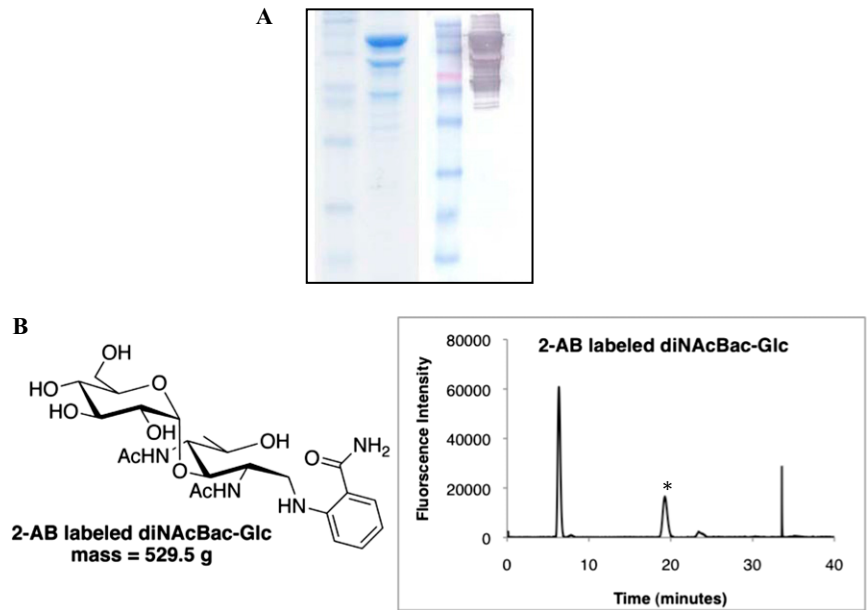 A
B
OH
O
HO
HO
OH
AcHN
OH
O
AcHN
HN
O
NH2
2-AB labeled diNAcBac-Glc
mass = 529.5 g
2-AB labeled diNAcBac-Glc
Fluorescence Intensity
80000
60000
40000
20000
0
*
0 10 20 30 40
Time (minutes)